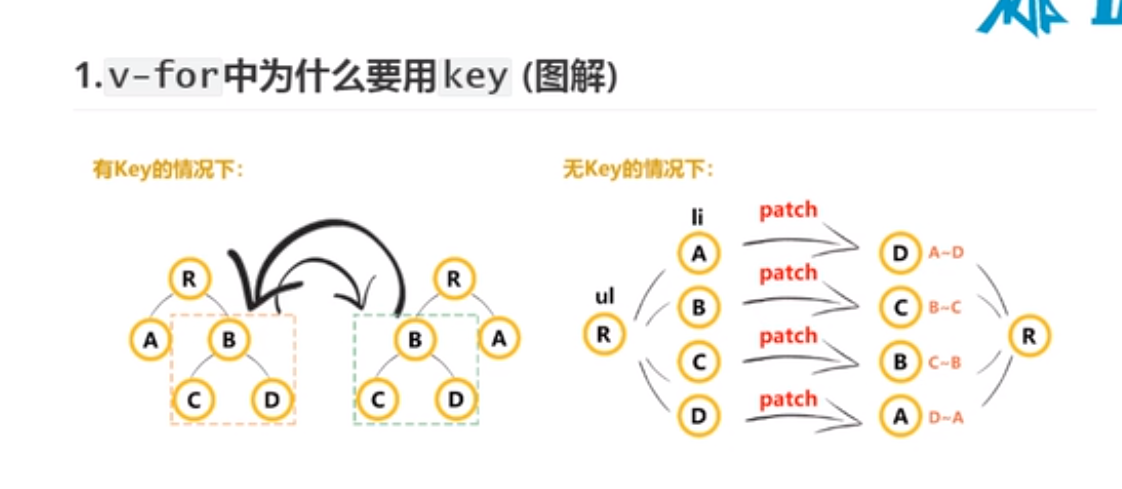 1.v-for中为什么要用key (图解)
有Key的情况下：
R
A B
C D
R
B A
C D
无Key的情况下：
ul
R
li
A patch D A~D
B patch C B~C
C patch B C~B
D patch A D~A
R